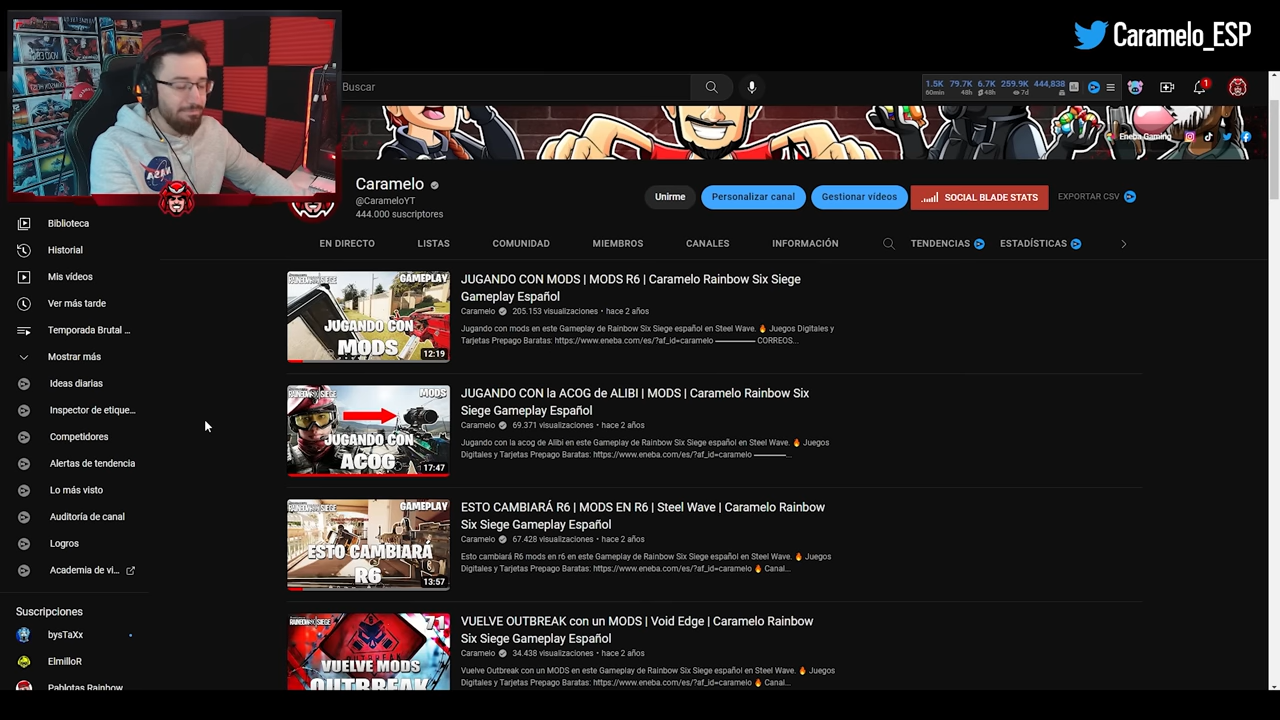 Caramelo_ESP
Buscar
1.5K 79.7K 6.7K 259.9K 444,838
60min 48h 48h 7d
1
Eneba Gaming
Caramelo
@CarameloYT
444.000 suscriptores
Unirme
Personalizar canal
Gestionar vídeos
SOCIAL BLADE STATS
EXPORTAR CSV
EN DIRECTO LISTAS COMUNIDAD MIEMBROS CANALES INFORMACIÓN TENDENCIAS ESTADÍSTICAS
Biblioteca
Historial
Mis vídeos
Ver más tarde
Temporada Brutal ...
Mostrar más
Ideas diarias
Inspector de etique...
Competidores
Alertas de tendencia
Lo más visto
Auditoría de canal
Logros
Academia de vi...
Suscripciones
bysTaXx
ElmilloR
Pablotas Rainbow
GAMEPLAY
JUGANDO CON
MODS
12:19
JUGANDO CON MODS | MODS R6 | Caramelo Rainbow Six Siege
Gameplay Español
Caramelo 205.153 visualizaciones • hace 2 años
Jugando con mods en este Gameplay de Rainbow Six Siege español en Steel Wave. 🔥 Juegos Digitales y
Tarjetas Prepago Baratas: https://www.eneba.com/es/?af_id=caramelo ———— CORREOS...
MODS
JUGANDO CON
ACOG
17:47
JUGANDO CON la ACOG de ALIBI | MODS | Caramelo Rainbow Six
Siege Gameplay Español
Caramelo 69.371 visualizaciones • hace 2 años
Jugando con la acog de Alibi en este Gameplay de Rainbow Six Siege español en Steel Wave. 🔥 Juegos
Digitales y Tarjetas Prepago Baratas: https://www.eneba.com/es/?af_id=caramelo ————...
GAMEPLAY
ESTO CAMBIARÁ
R6
13:57
ESTO CAMBIARÁ R6 | MODS EN R6 | Steel Wave | Caramelo Rainbow
Six Siege Gameplay Español
Caramelo 67.428 visualizaciones • hace 2 años
Esto cambiará R6 mods en r6 en este Gameplay de Rainbow Six Siege español en Steel Wave. 🔥 Juegos
Digitales y Tarjetas Prepago Baratas: https://www.eneba.com/es/?af_id=caramelo 🔥 Canal...
71
OUTBREAK
VUELVE MODS
OUTBREAK
VUELVE OUTBREAK con un MODS | Void Edge | Caramelo Rainbow
Six Siege Gameplay Español
Caramelo 34.438 visualizaciones • hace 2 años
Vuelve Outbreak con un MODS en este Gameplay de Rainbow Six Siege español en Steel Wave. 🔥 Juegos
Digitales y Tarjetas Prepago Baratas: https://www.eneba.com/es/?af_id=caramelo 🔥 Canal...